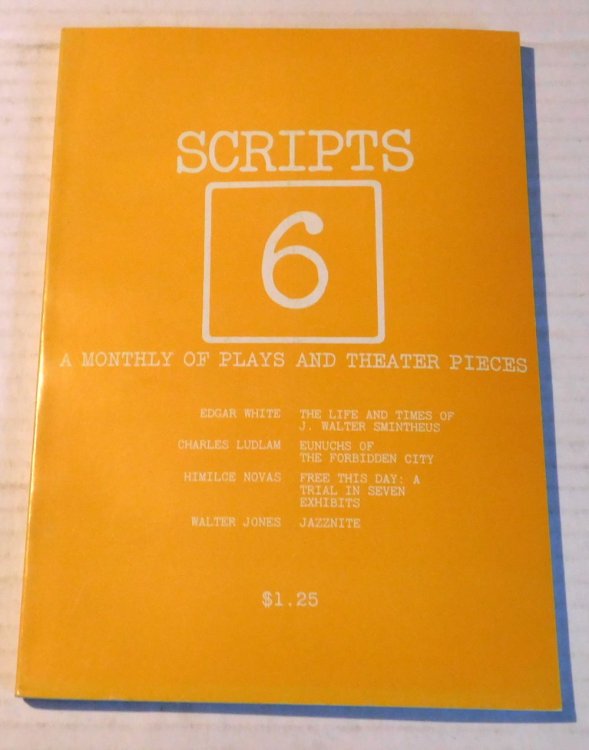 SCRIPTS
6
A MONTHLY OF PLAYS AND THEATER PIECES
EDGAR WHITE THE LIFE AND TIMES OF
J. WALTER SMINTHEUS
CHARLES LUDLAM EUNUCHS OF
THE FORBIDDEN CITY
HIMILCE NOVAS FREE THIS DAY: A
TRIAL IN SEVEN
EXHIBITS
WALTER JONES JAZZNITE
$1.25